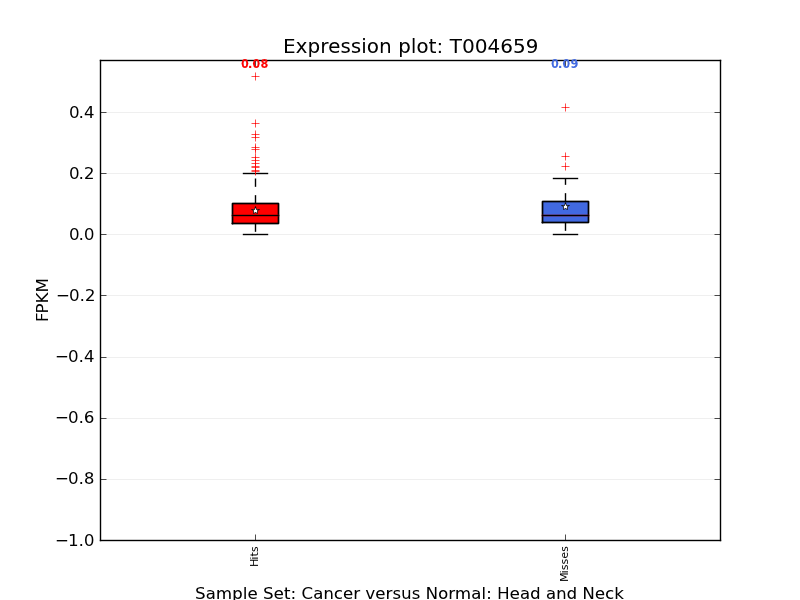 Expression plot: T004659
0.08
0.09
0.4
0.2
0.0
−0.2
−0.4
−0.6
−0.8
−1.0
FPKM
Hits
Misses
Sample Set: Cancer versus Normal: Head and Neck